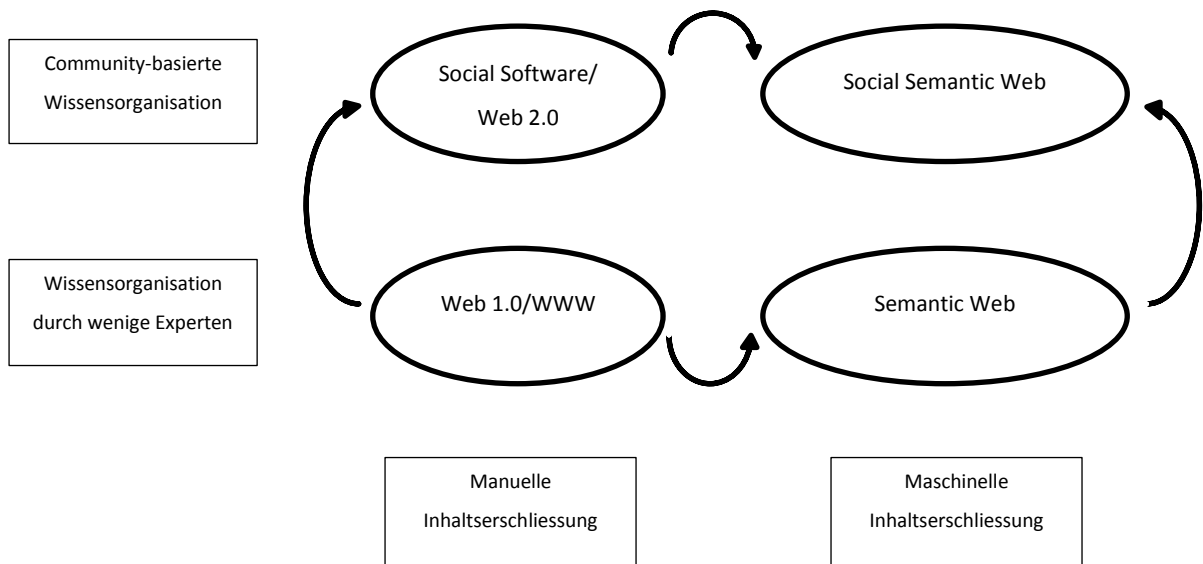 Community-basierte
Wissensorganisation
Social Software/
Web 2.0
Social Semantic Web
Wissensorganisation
durch wenige Experten
Web 1.0/WWW
Semantic Web
Manuelle
Inhaltserschliessung
Maschinelle
Inhaltserschliessung